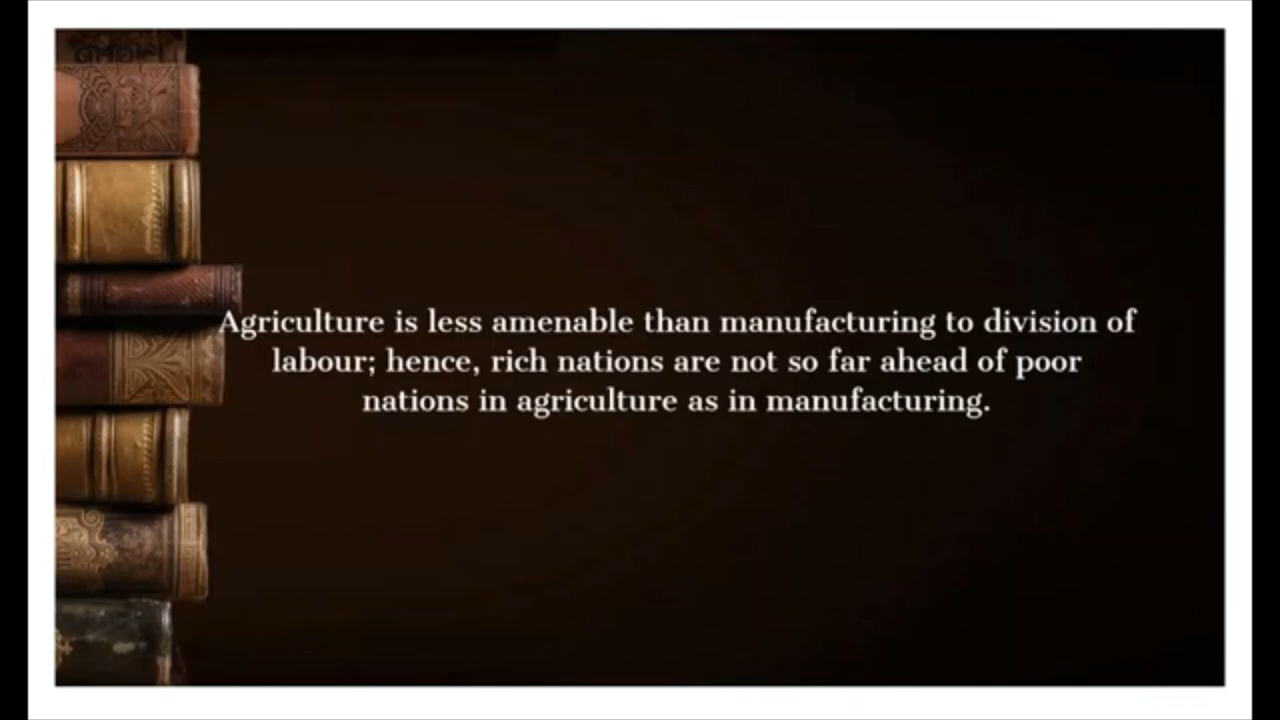 Agriculture is less amenable than manufacturing to division of
labour; hence, rich nations are not so far ahead of poor
nations in agriculture as in manufacturing.